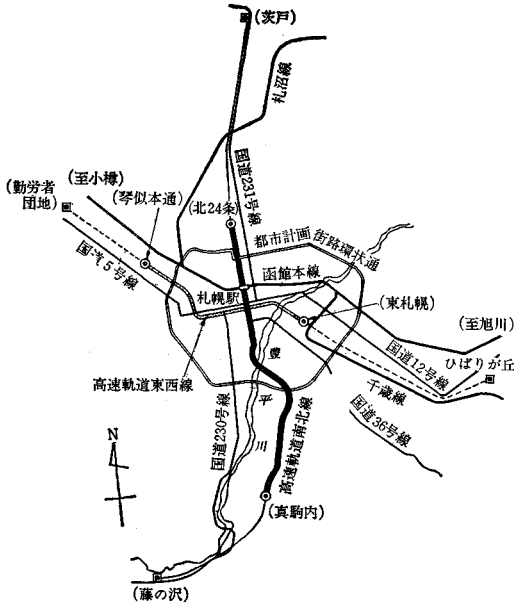 (茨戸)
札沼線
国道231号線
(勤労者
団地)
(至小樽)
(琴似本通)
(北24条)
都市計画街路環状通
国道5号線
函館本線
札幌駅
(東札幌)
(至旭川)
国道12号線
ひばりが丘
高速軌道東西線
豊平川
千歳線
国道230号線
国道36号線
高速軌道南北線
N
(真駒内)
(藤の沢)